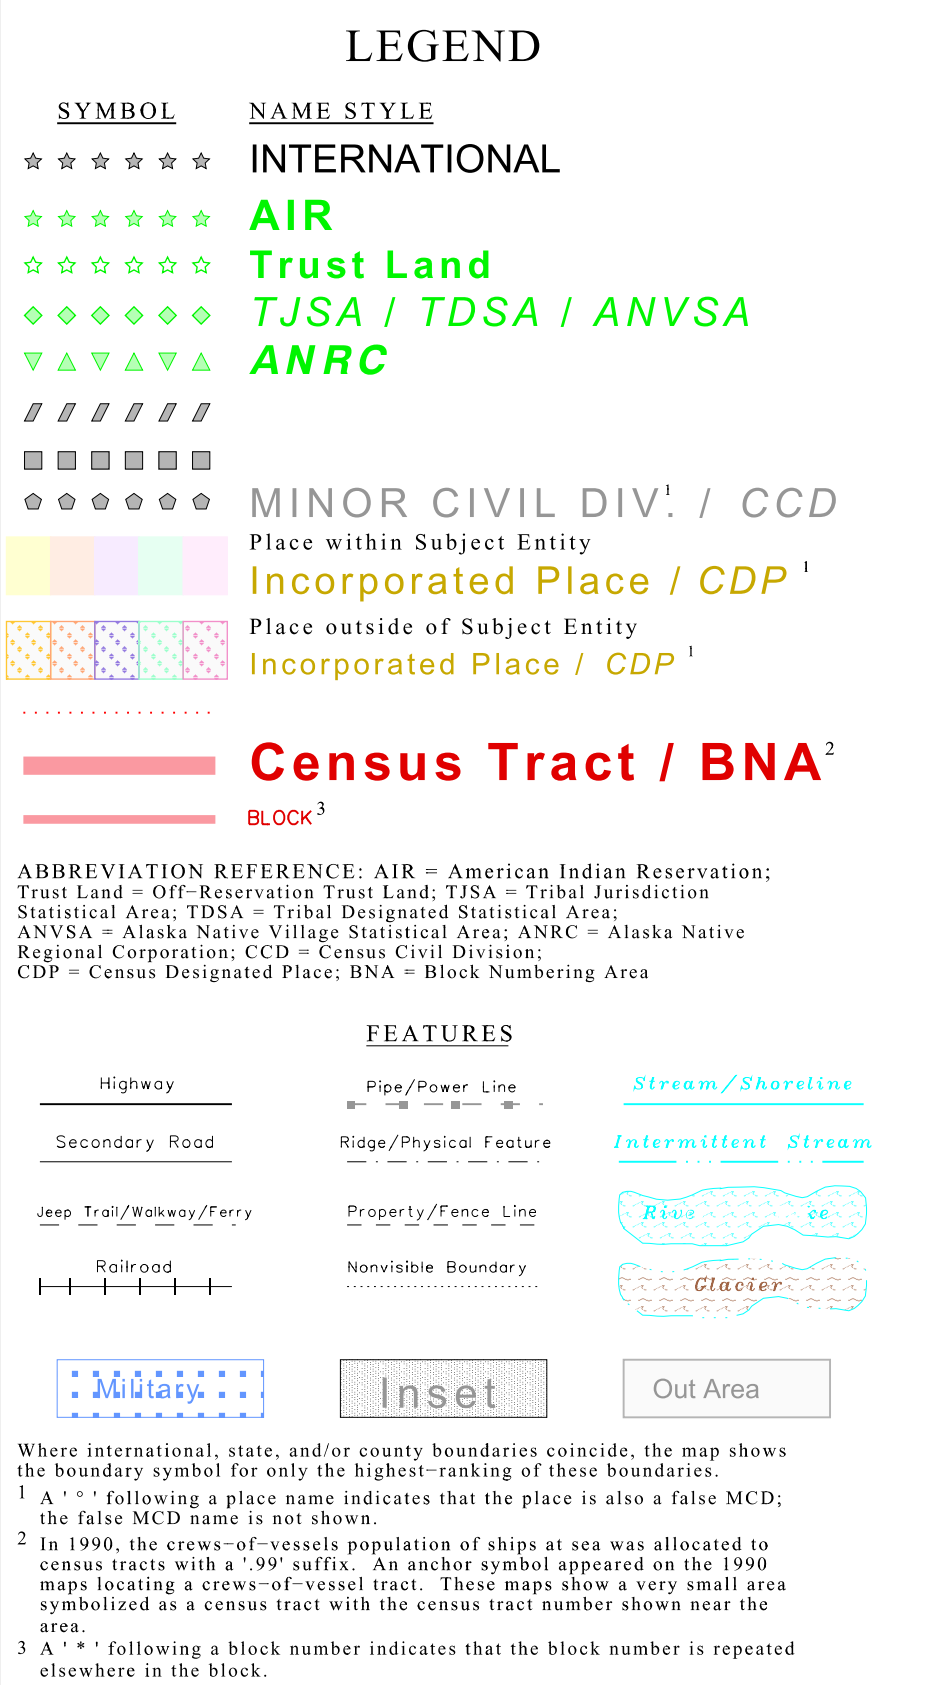 LEGEND
SYMBOL NAME STYLE
INTERNATIONAL
AIR
Trust Land
TJSA / TDSA / ANVSA
ANRC
MINOR CIVIL DIV.¹ / CCD
Place within Subject Entity
Incorporated Place / CDP ¹
Place outside of Subject Entity
Incorporated Place / CDP ¹
Census Tract / BNA²
BLOCK³
ABBREVIATION REFERENCE: AIR = American Indian Reservation;
Trust Land = Off−Reservation Trust Land; TJSA = Tribal Jurisdiction
Statistical Area; TDSA = Tribal Designated Statistical Area;
ANVSA = Alaska Native Village Statistical Area; ANRC = Alaska Native
Regional Corporation; CCD = Census Civil Division;
CDP = Census Designated Place; BNA = Block Numbering Area
FEATURES
Highway Pipe/Power Line Stream/Shoreline
Secondary Road Ridge/Physical Feature Intermittent Stream
Jeep Trail/Walkway/Ferry Property/Fence Line
Railroad Nonvisible Boundary Glacier
Military Inset Out Area
Where international, state, and/or county boundaries coincide, the map shows
the boundary symbol for only the highest−ranking of these boundaries.
1 A ' ° ' following a place name indicates that the place is also a false MCD;
the false MCD name is not shown.
2 In 1990, the crews−of−vessels population of ships at sea was allocated to
census tracts with a '.99' suffix. An anchor symbol appeared on the 1990
maps locating a crews−of−vessel tract. These maps show a very small area
symbolized as a census tract with the census tract number shown near the
area.
3 A ' * ' following a block number indicates that the block number is repeated
elsewhere in the block.